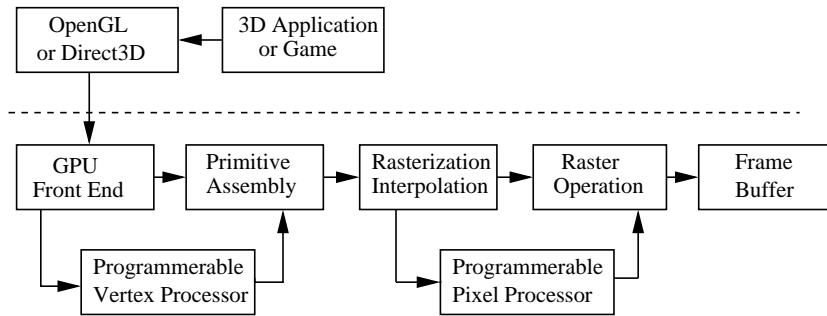 OpenGL
or Direct3D
3D Application
or Game
GPU
Front End
Primitive
Assembly
Rasterization
Interpolation
Raster
Operation
Frame
Buffer
Programmerable
Vertex Processor
Programmerable
Pixel Processor